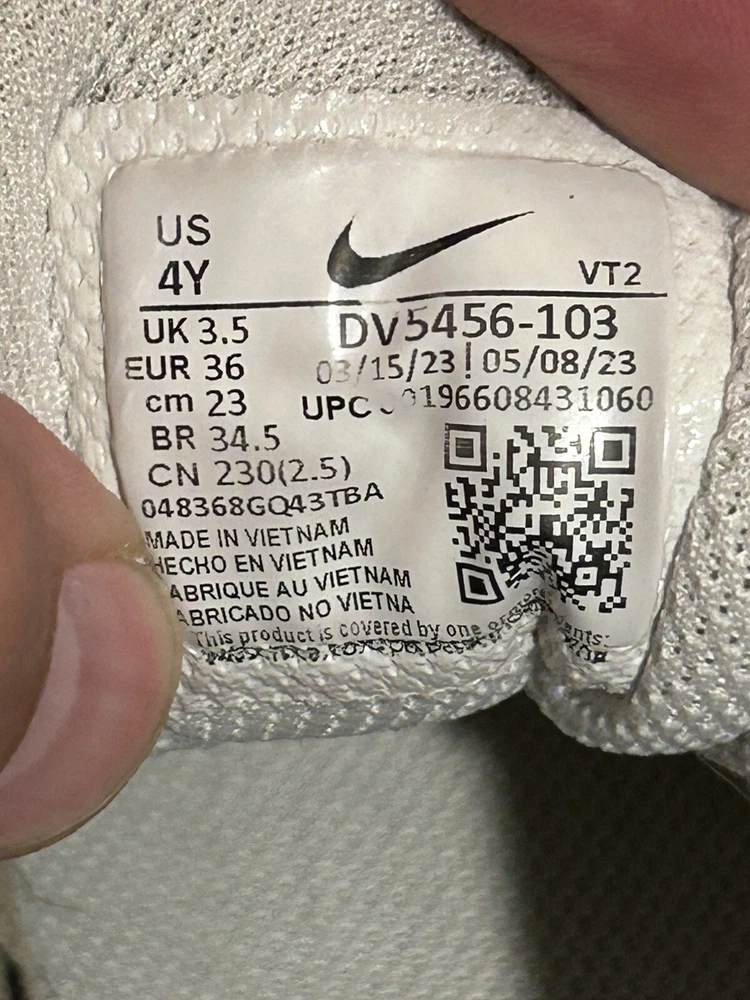 US
4Y
VT2
UK 3.5
DV5456-103
EUR 36
03/15/23 | 05/08/23
cm 23
UPC 00196608431060
BR 34.5
CN 230(2.5)
048368GQ43TBA
MADE IN VIETNAM
HECHO EN VIETNAM
ABRIQUE AU VIETNAM
ABRICADO NO VIETNA
This product is covered by one